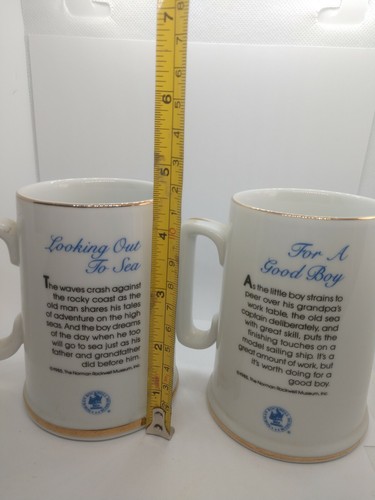 Looking Out
To Sea
The waves crash against
the rocky coast as the
old man shares his tales
of adventure on the high
seas. And the boy dreams
of the day when he too
will go to sea just as his
father and grandfather
did before him.
©1985, The Norman Rockwell Museum, Inc.
7
6
5
4
3
2
For A
Good Boy
As the little boy strains to
peer over his grandpa's
work table, the old sea
captain deliberately, and
with great skill, puts the
finishing touches on a
model sailing ship. It's a
great amount of work, but
it's worth doing for a
good boy.
©1985, The Norman Rockwell Museum, Inc.